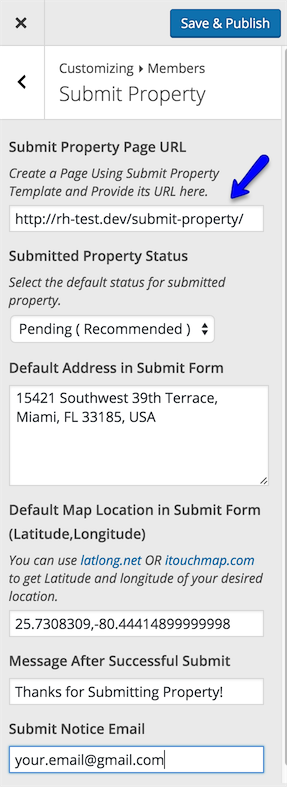 × Save & Publish
Customizing ▸ Members
Submit Property
Submit Property Page URL
Create a Page Using Submit Property
Template and Provide its URL here.
http://rh-test.dev/submit-property/
Submitted Property Status
Select the default status for submitted
property.
Pending ( Recommended )
Default Address in Submit Form
15421 Southwest 39th Terrace,
Miami, FL 33185, USA
Default Map Location in Submit Form
(Latitude,Longitude)
You can use latlong.net OR itouchmap.com
to get Latitude and longitude of your desired
location.
25.7308309,-80.44414899999998
Message After Successful Submit
Thanks for Submitting Property!
Submit Notice Email
your.email@gmail.com